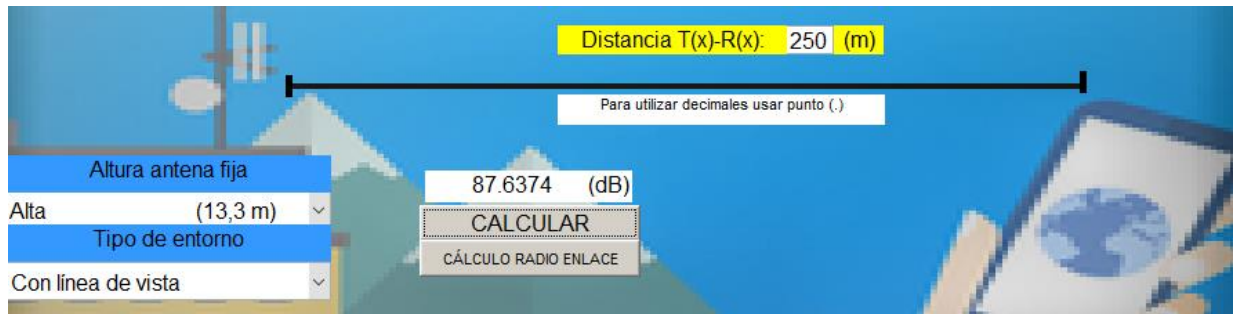 Distancia T(x)-R(x): 250 (m)
Para utilizar decimales usar punto (.)
Altura antena fija
Alta (13,3 m)
Tipo de entorno
Con línea de vista
87.6374 (dB)
CALCULAR
CÁLCULO RADIO ENLACE